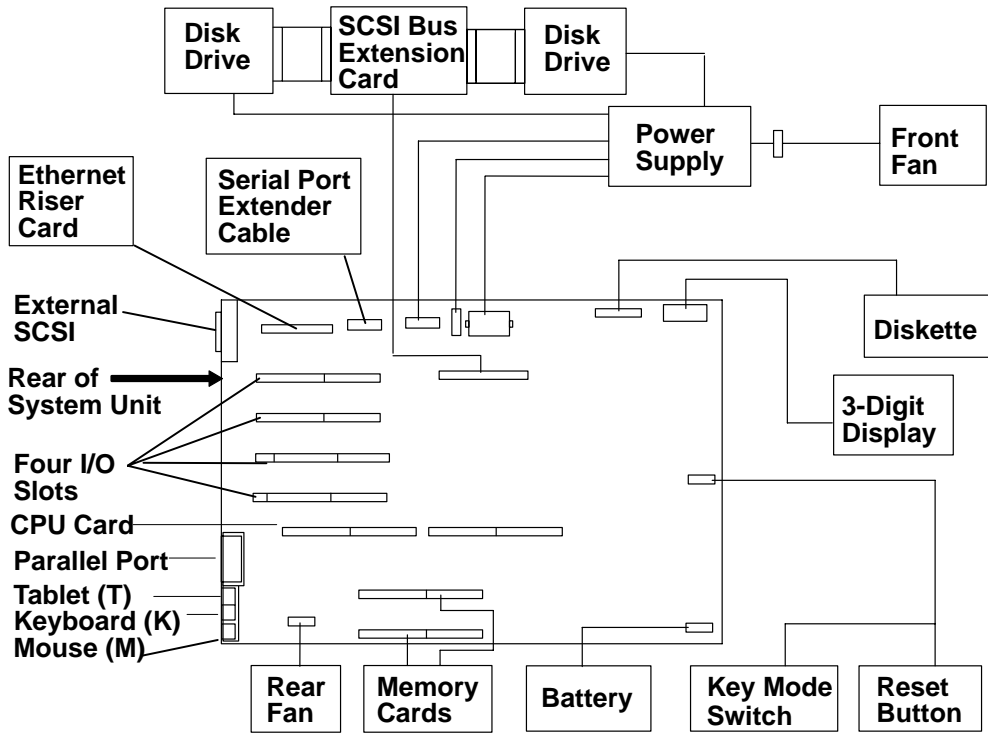 Disk
Drive
SCSI Bus
Extension
Card
Disk
Drive
Power
Supply
Front
Fan
Ethernet
Riser
Card
Serial Port
Extender
Cable
External
SCSI
Diskette
Rear of
System Unit
3-Digit
Display
Four I/O
Slots
CPU Card
Parallel Port
Tablet (T)
Keyboard (K)
Mouse (M)
Rear
Fan
Memory
Cards
Battery
Key Mode
Switch
Reset
Button